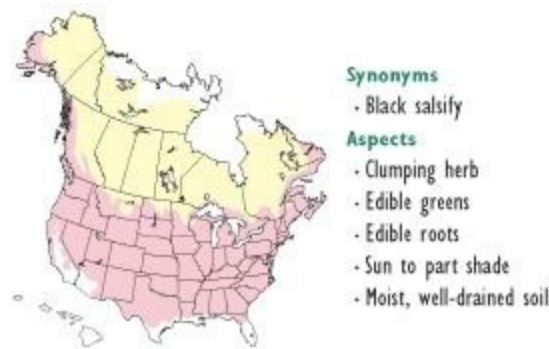 Synonyms
· Black salsify
Aspects
· Clumping herb
· Edible greens
· Edible roots
· Sun to part shade
· Moist, well-drained soil